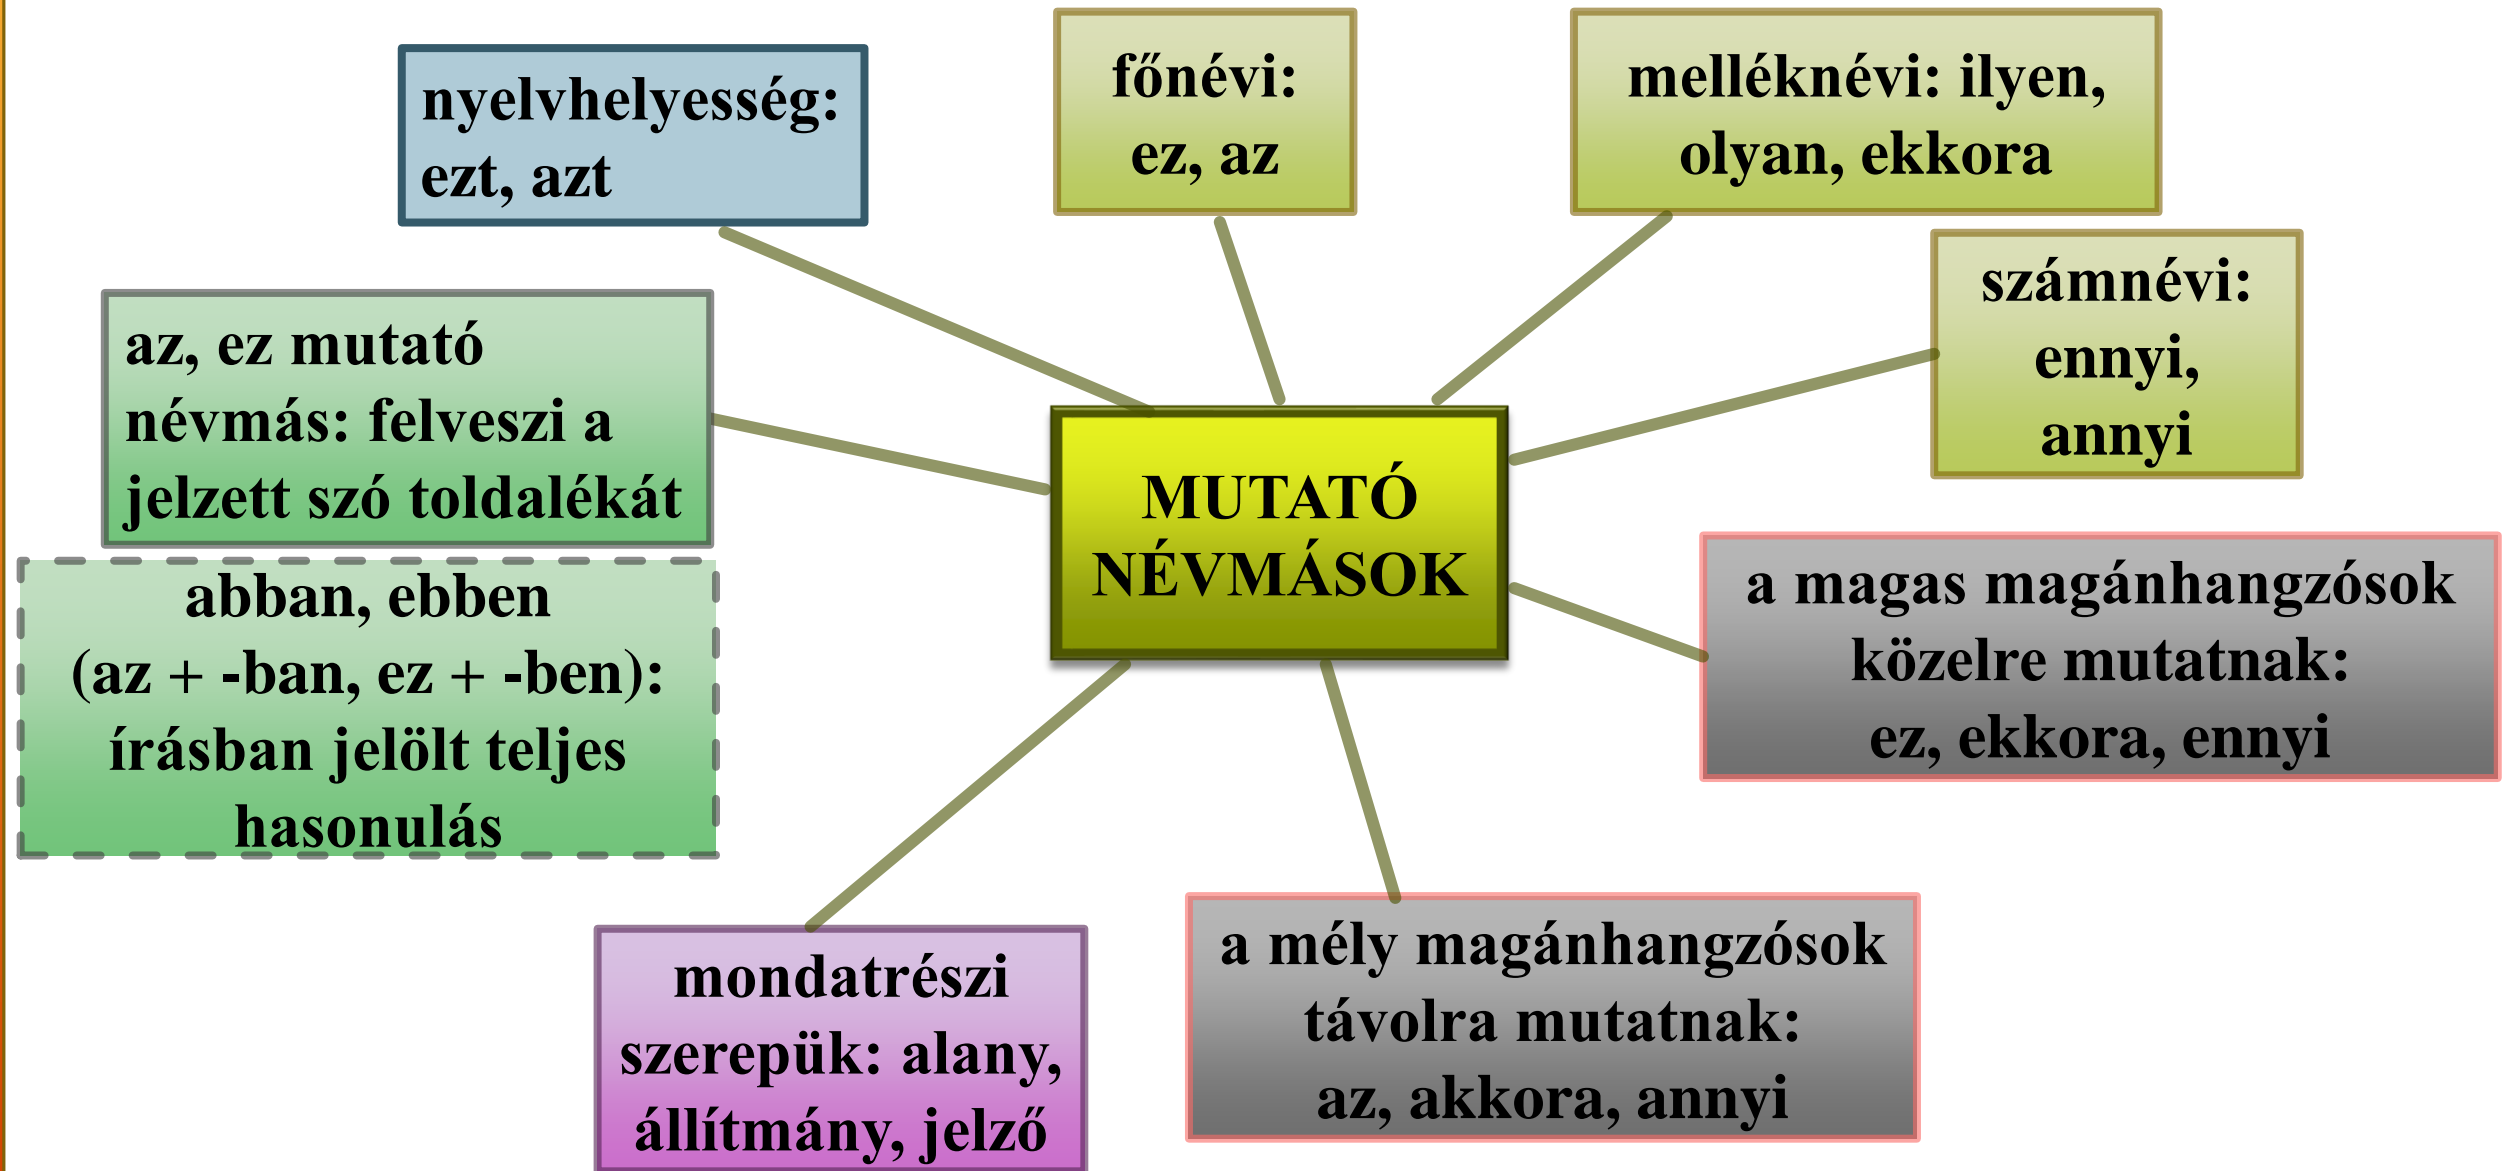 nyelvhelyesség:
ezt, azt
főnévi:
ez, az
melléknévi: ilyen,
olyan, ekkora
számnévi:
ennyi,
annyi
az, ez mutató
névmás: felveszi a
jelzett szó toldalékát
MUTATÓ
NÉVMÁSOK
abban, ebben
(az + -ban, ez + -ben):
írásban jelölt teljes
hasonulás
a magas magánhangzósok
közelre mutatnak:
ez, ekkora, ennyi
mondatrészi
szerepük: alany,
állítmány, jelző
a mély magánhangzósok
távolra mutatnak:
az, akkora, annyi